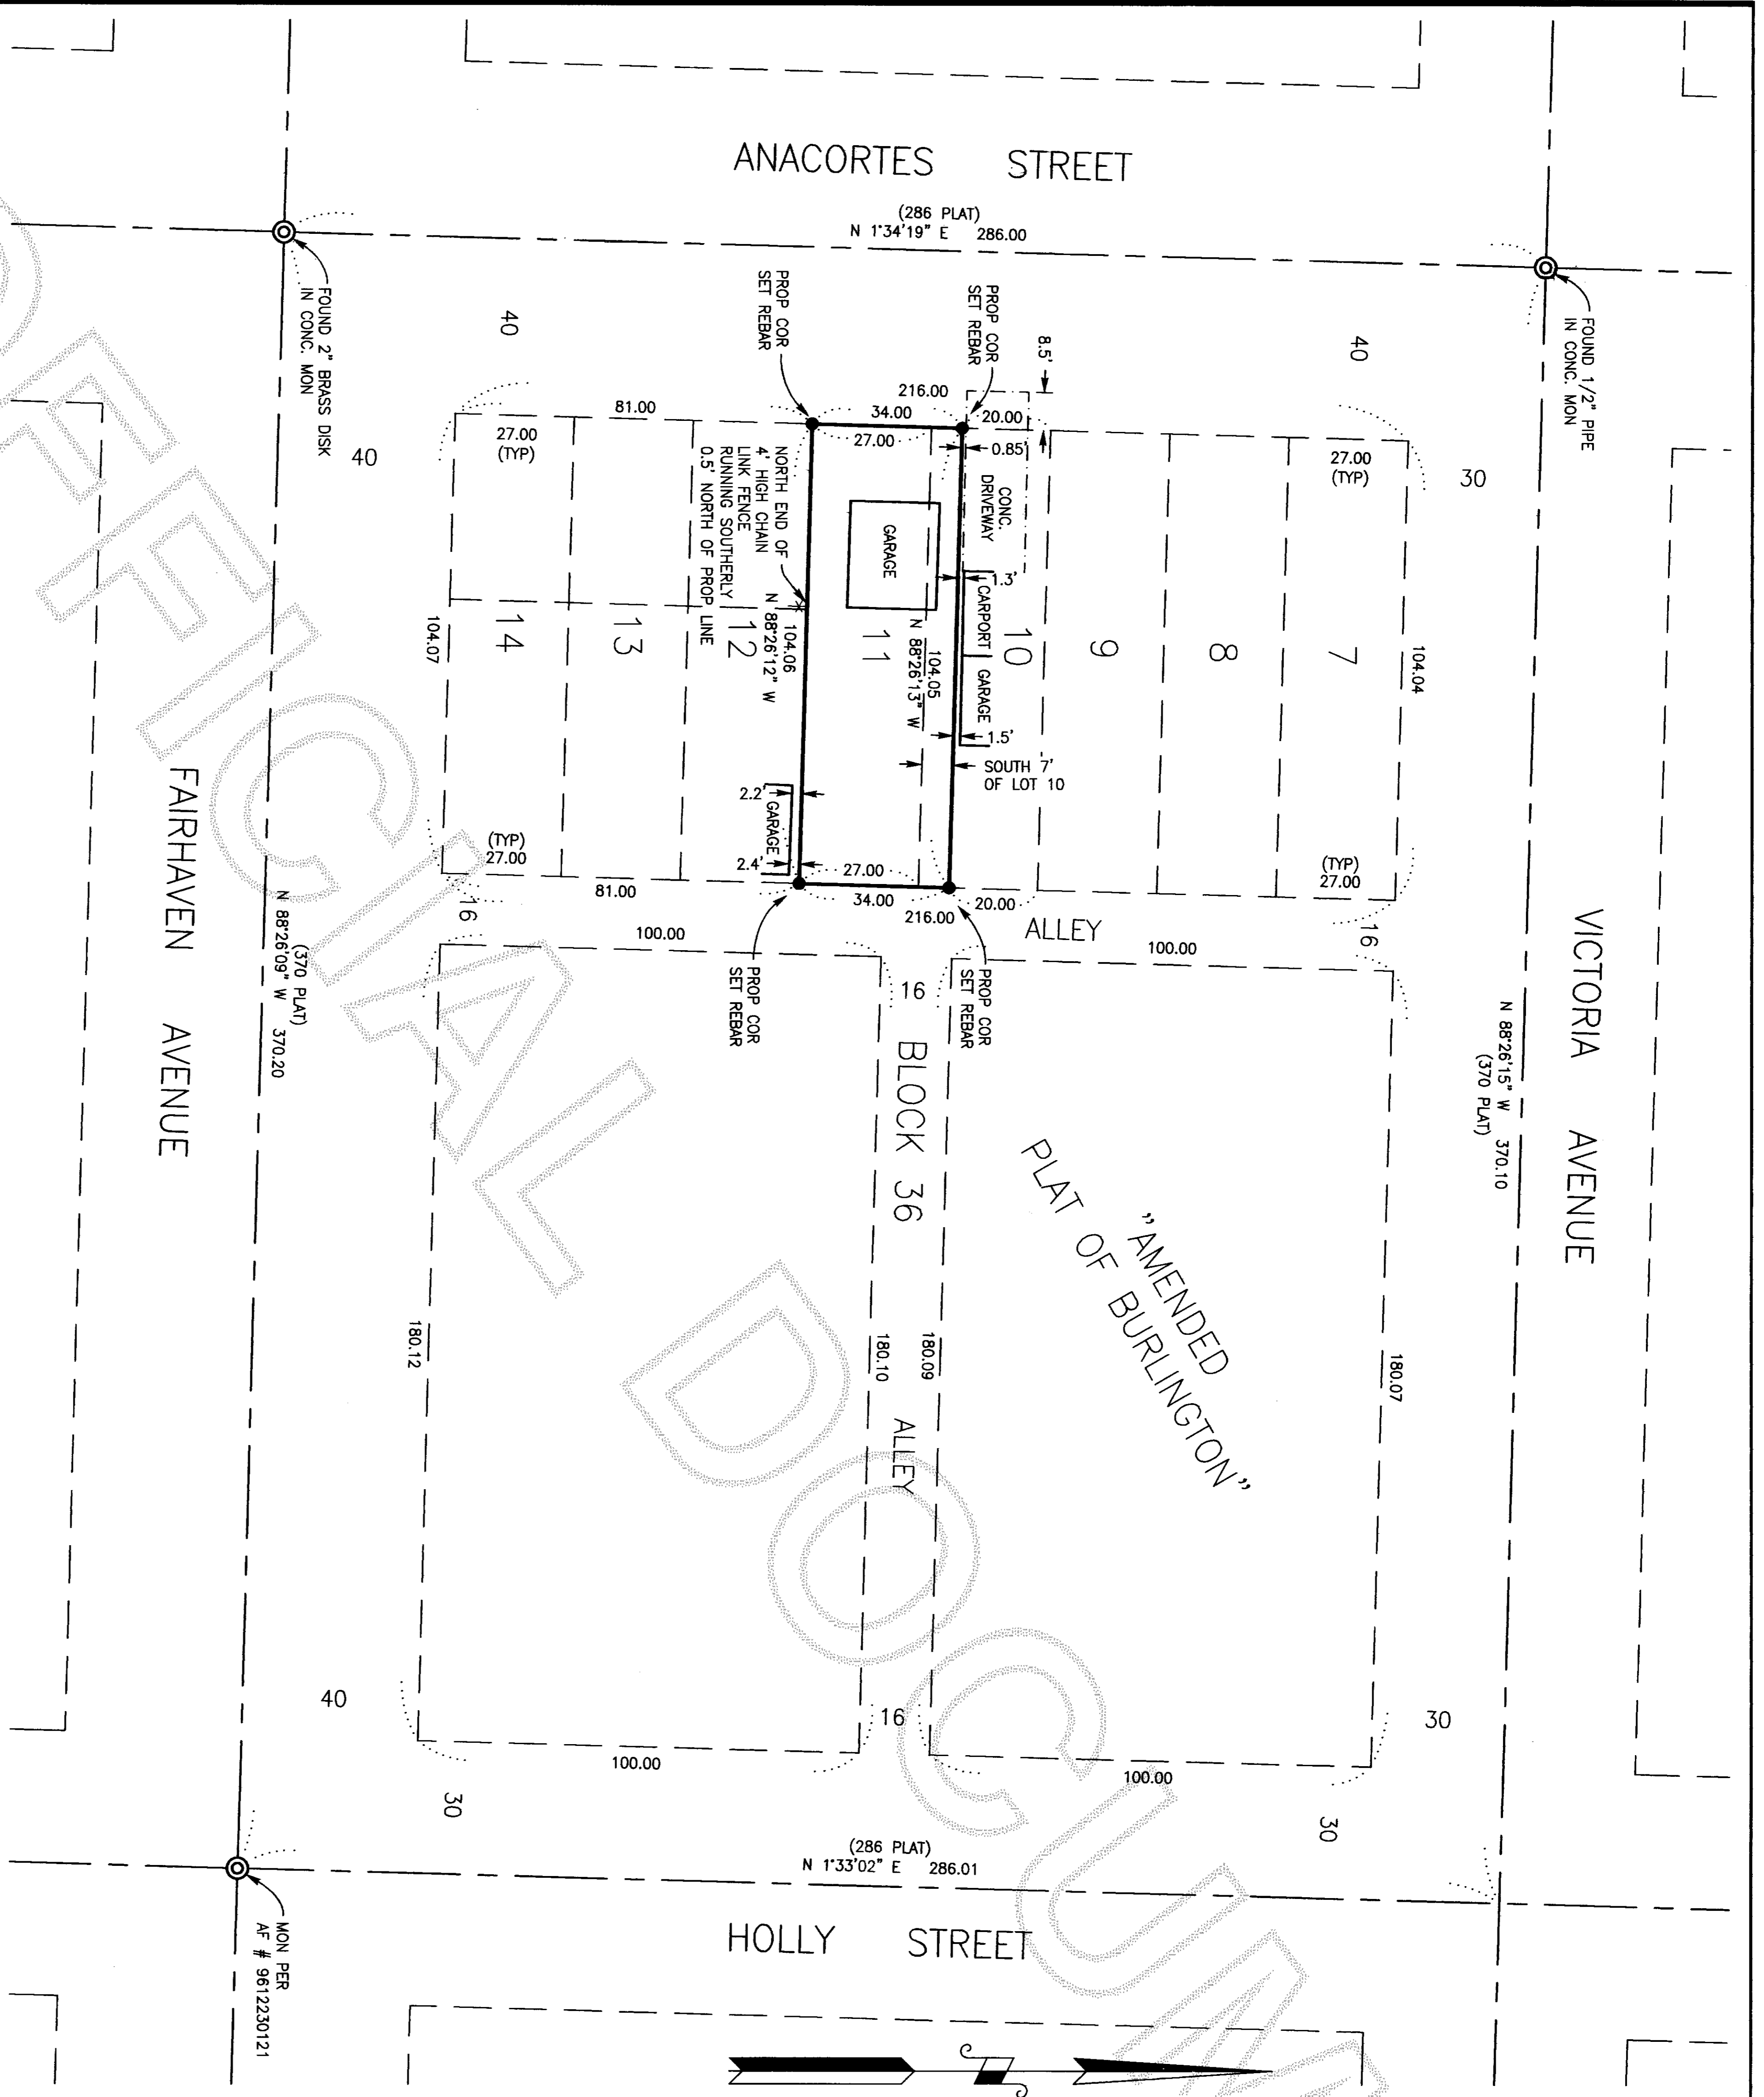 ANACORTES STREET
(286 PLAT)
N 1°34'19" E 286.00
FOUND 2" BRASS DISK
IN CONC. MON
FOUND 1/2" PIPE
IN CONC. MON
PROP COR
SET REBAR
PROP COR
SET REBAR
8.5'
40
40
40
30
81.00
216.00
34.00
27.00
20.00
0.85'
27.00
(TYP)
27.00
(TYP)
NORTH END OF
4' HIGH CHAIN
LINK FENCE
RUNNING SOUTHERLY
0.5' NORTH OF PROP LINE
GARAGE
CONC.
DRIVEWAY
1.3'
CARPORT
GARAGE
1.5'
104.07
14
13
12
11
10
9
8
7
104.04
104.06
N 88°26'12" W
104.05
N 88°26'13" W
SOUTH 7'
OF LOT 10
2.2'
GARAGE
2.4'
(TYP)
27.00
(TYP)
27.00
81.00
27.00
34.00
216.00
20.00
ALLEY
16
16
100.00
100.00
PROP COR
SET REBAR
16
PROP COR
SET REBAR
FAIRHAVEN AVENUE
(370 PLAT)
N 88°26'09" W 370.20
VICTORIA AVENUE
N 88°26'15" W 370.10
(370 PLAT)
BLOCK 36
"AMENDED
PLAT OF BURLINGTON"
180.12
180.10
180.09
180.07
ALLEY
40
16
30
100.00
100.00
30
30
(286 PLAT)
N 1°33'02" E 286.01
HOLLY STREET
MON PER
AF # 9612230121
OFFICIAL DOCUM